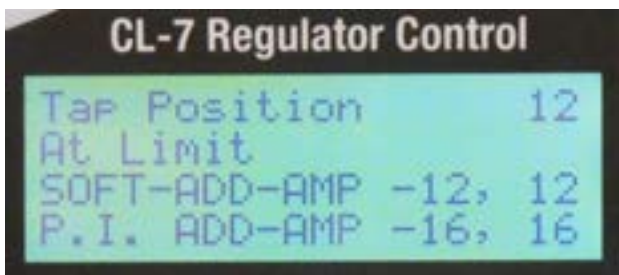 CL-7 Regulator Control
Tap Position 12
At Limit
SOFT-ADD-AMP -12, 12
P.I. ADD-AMP -16, 16